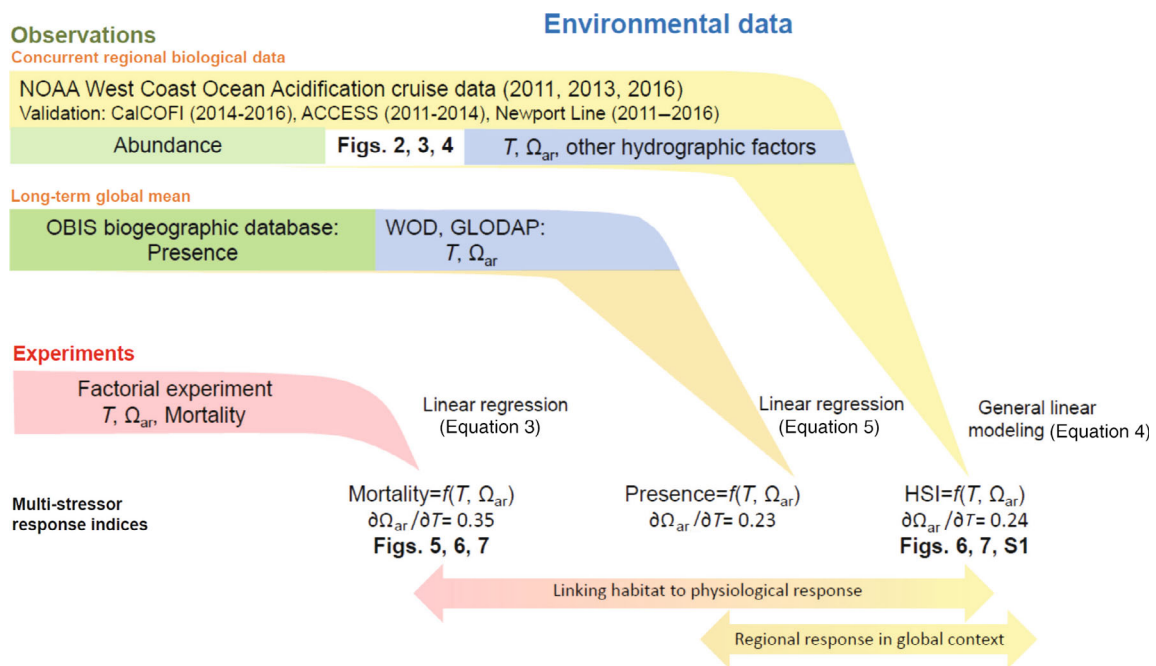 Environmental data
Observations
Concurrent regional biological data
NOAA West Coast Ocean Acidification cruise data (2011, 2013, 2016)
Validation: CalCOFI (2014-2016), ACCESS (2011-2014), Newport Line (2011–2016)
Abundance
Figs. 2, 3, 4
T, Ωar, other hydrographic factors
Long-term global mean
OBIS biogeographic database:
Presence
WOD, GLODAP:
T, Ωar
Experiments
Factorial experiment
T, Ωar, Mortality
Linear regression
(Equation 3)
Linear regression
(Equation 5)
General linear
modeling (Equation 4)
Multi-stressor
response indices
Mortality=f(T, Ωar)
∂Ωar/∂T= 0.35
Figs. 5, 6, 7
Presence=f(T, Ωar)
∂Ωar/∂T= 0.23
HSI=f(T, Ωar)
∂Ωar/∂T= 0.24
Figs. 6, 7, S1
Linking habitat to physiological response
Regional response in global context